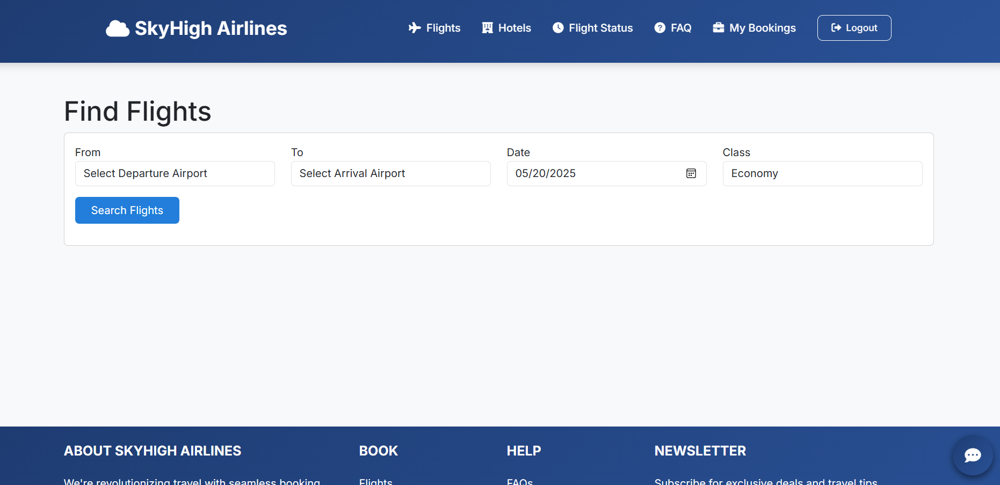 SkyHigh Airlines
Flights
Hotels
Flight Status
FAQ
My Bookings
Logout
Find Flights
From
To
Date
Class
Select Departure Airport
Select Arrival Airport
05/20/2025
Economy
Search Flights
ABOUT SKYHIGH AIRLINES
BOOK
HELP
NEWSLETTER
We're revolutionizing travel with seamless booking
Flights
FAQs
Subscribe for exclusive deals and travel tips